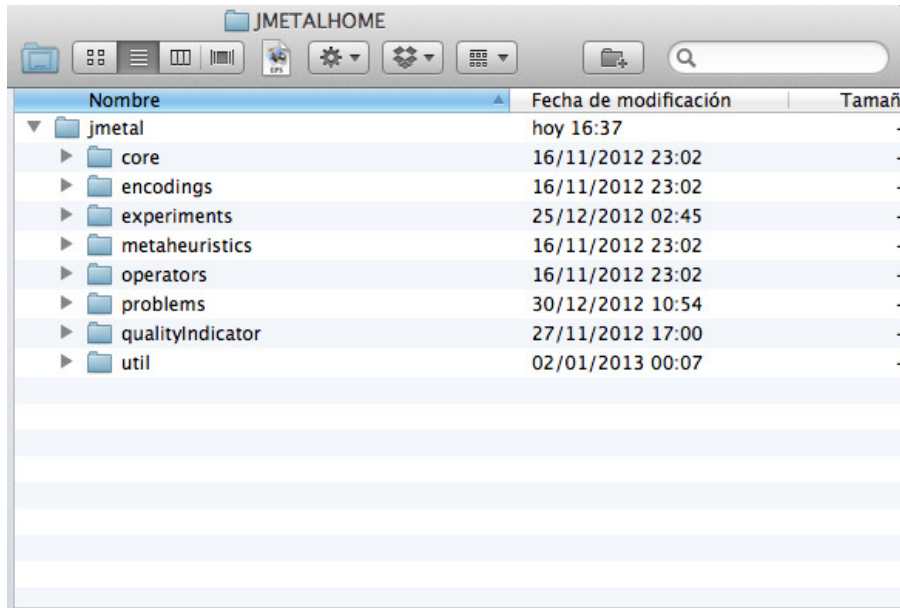 JMETALHOME
EPS
Nombre Fecha de modificación Tamañ
jmetal hoy 16:37 -
core 16/11/2012 23:02 -
encodings 16/11/2012 23:02 -
experiments 25/12/2012 02:45 -
metaheuristics 16/11/2012 23:02 -
operators 16/11/2012 23:02 -
problems 30/12/2012 10:54 -
qualityIndicator 27/11/2012 17:00 -
util 02/01/2013 00:07 -